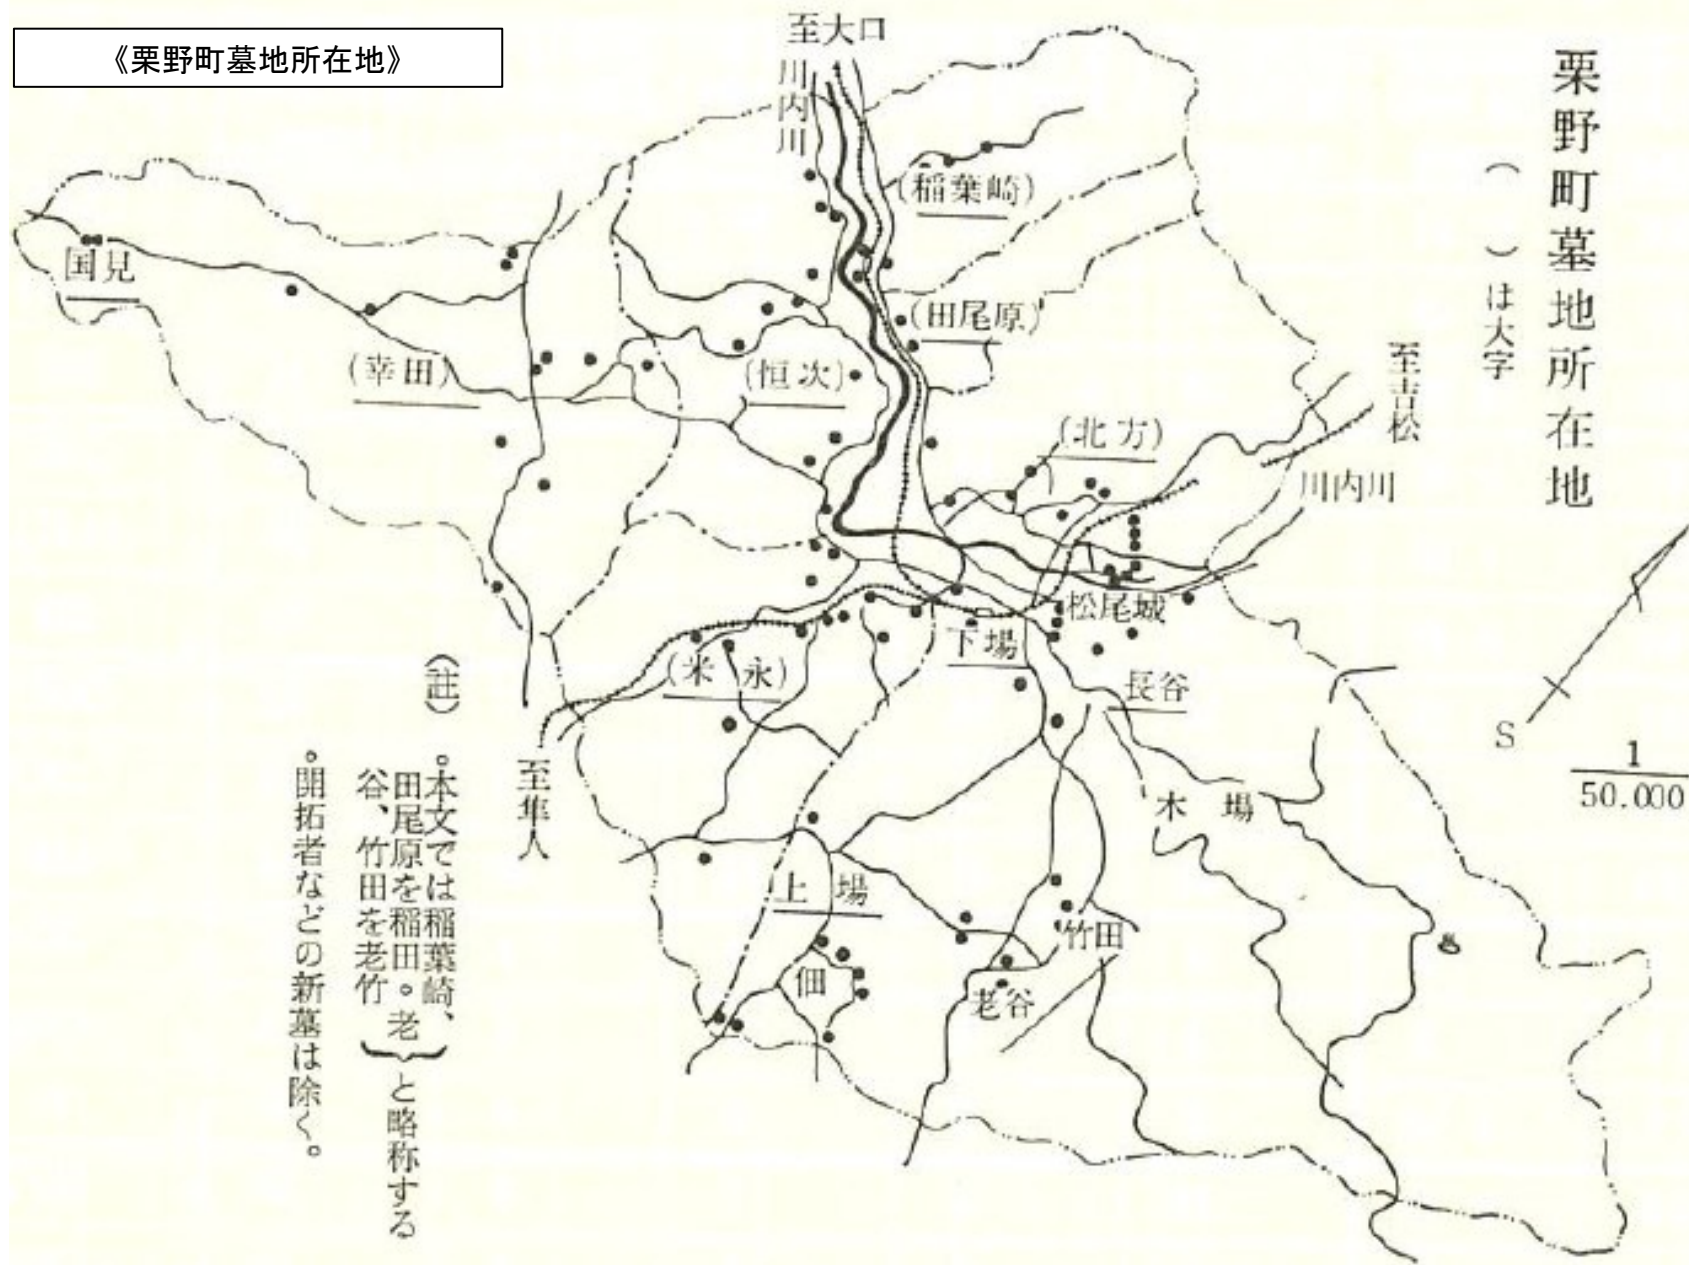 《栗野町墓地所在地》
栗野町墓地所在地
( )は大字
至大口
川内川
(稲葉崎)
国見
(田尾原)
(幸田)
(恒次)
至吉松
(北方)
川内川
松尾城
下場
(米永)
長谷
S
1
50.000
至隼人
木場
上場
竹田
佃
老谷
(註)
。本文では稲葉崎、
田尾原を稲田。老
谷、竹田を老竹
と略称する
。開拓者などの新墓は除く。